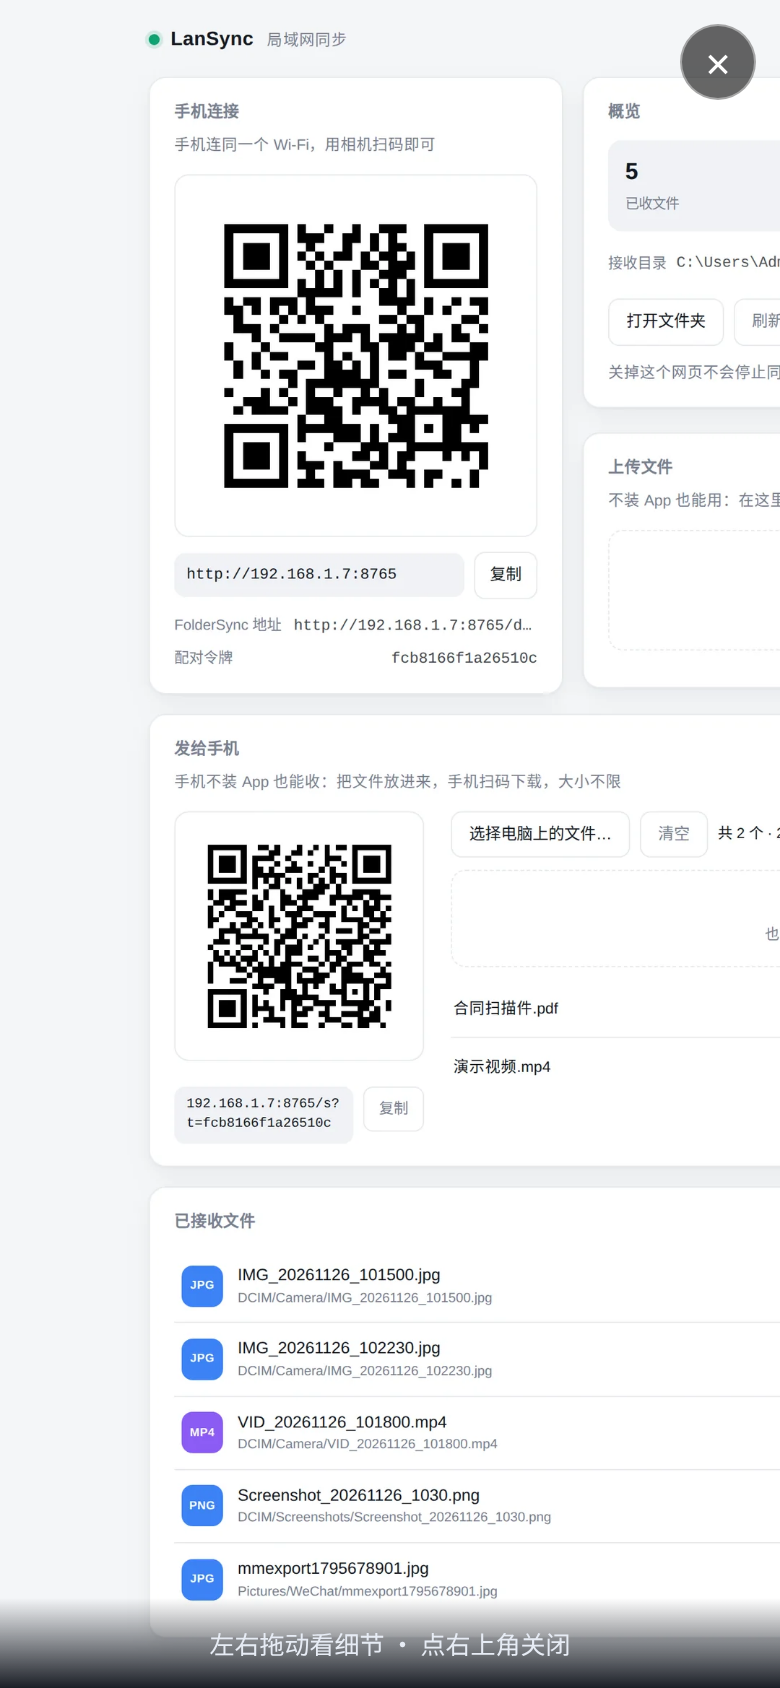 LanSync 局域网同步
×
手机连接
手机连同一个 Wi-Fi，用相机扫码即可
http://192.168.1.7:8765
复制
FolderSync 地址 http://192.168.1.7:8765/d…
配对令牌 fcb8166f1a26510c
概览
5
已收文件
接收目录 C:\Users\Adm
打开文件夹
刷新
关掉这个网页不会停止同
上传文件
不装 App 也能用：在这里
发给手机
手机不装 App 也能收：把文件放进来，手机扫码下载，大小不限
192.168.1.7:8765/s?
t=fcb8166f1a26510c
复制
选择电脑上的文件…
清空
共 2 个 · 2
也
合同扫描件.pdf
演示视频.mp4
已接收文件
JPG
IMG_20261126_101500.jpg
DCIM/Camera/IMG_20261126_101500.jpg
JPG
IMG_20261126_102230.jpg
DCIM/Camera/IMG_20261126_102230.jpg
MP4
VID_20261126_101800.mp4
DCIM/Camera/VID_20261126_101800.mp4
PNG
Screenshot_20261126_1030.png
DCIM/Screenshots/Screenshot_20261126_1030.png
JPG
mmexport1795678901.jpg
Pictures/WeChat/mmexport1795678901.jpg
左右拖动看细节 • 点右上角关闭